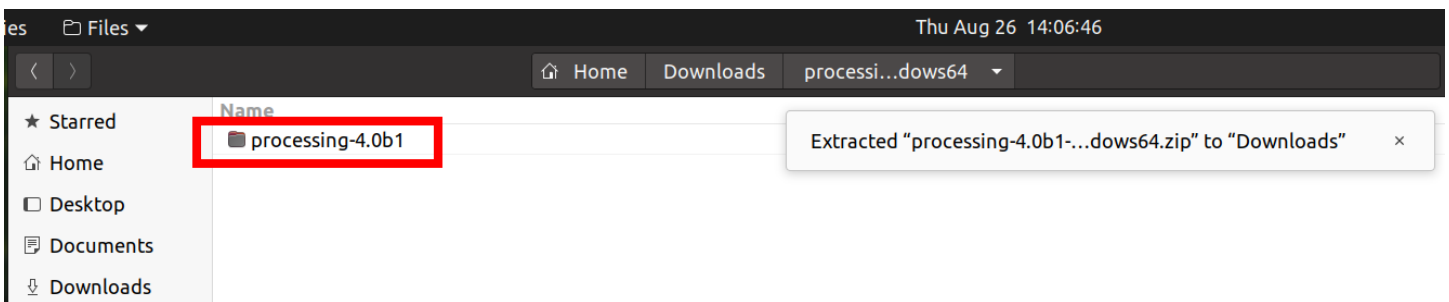 ies Files Thu Aug 26 14:06:46
Home Downloads processi...dows64
Name
Starred
processing-4.0b1
Extracted “processing-4.0b1-...dows64.zip” to “Downloads” ×
Home
Desktop
Documents
Downloads